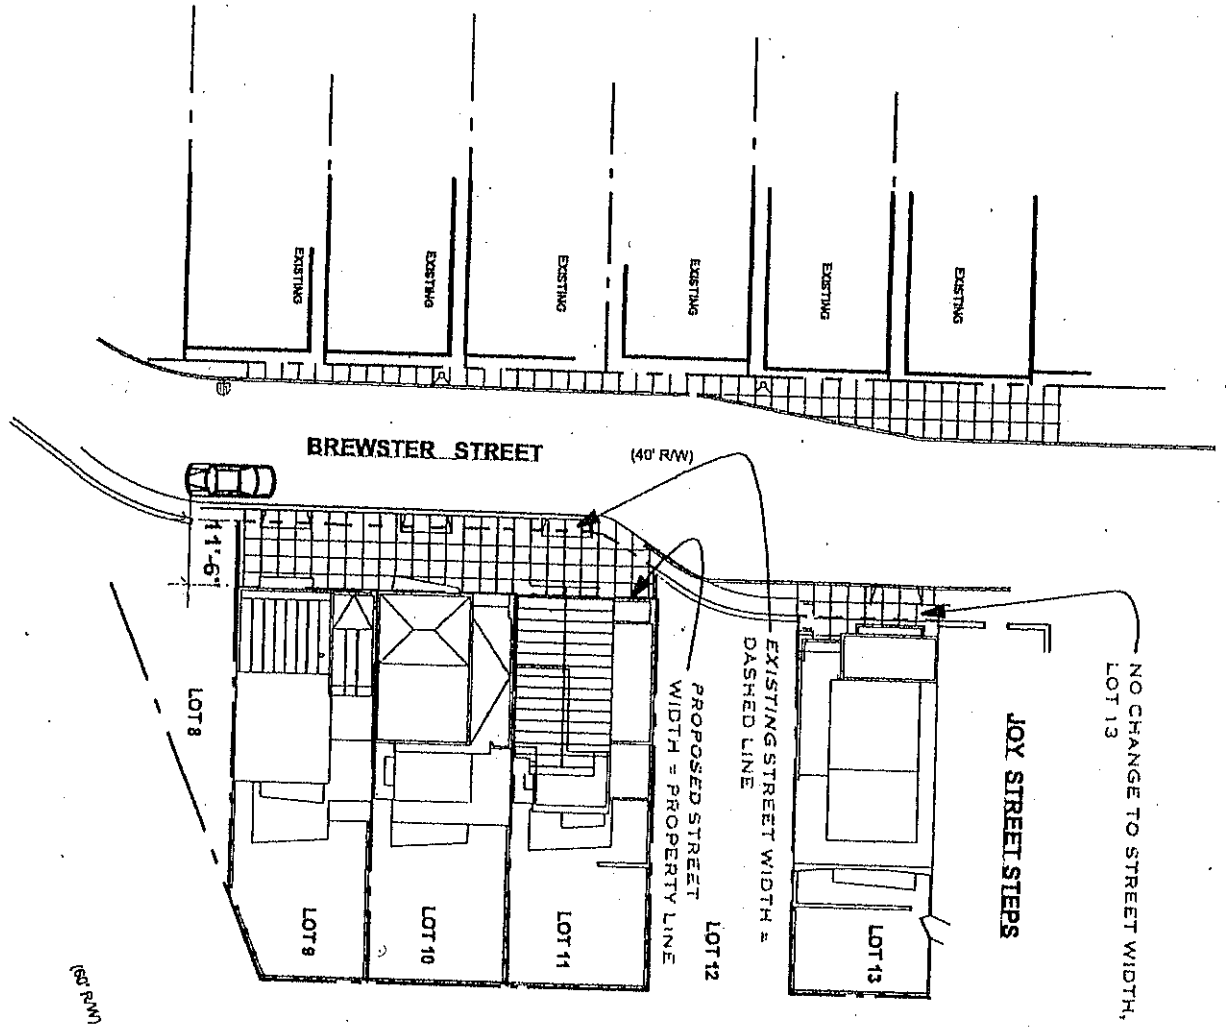 EXISTING
EXISTING
EXISTING
EXISTING
EXISTING
EXISTING
BREWSTER STREET
(40' R/W)
11'-6"
NO CHANGE TO STREET WIDTH,
LOT 13
JOY STREET STEPS
EXISTING STREET WIDTH =
DASHED LINE
PROPOSED STREET
WIDTH = PROPERTY LINE
LOT 8
LOT 9
LOT 10
LOT 11
LOT 12
LOT 13
(60' R/W)